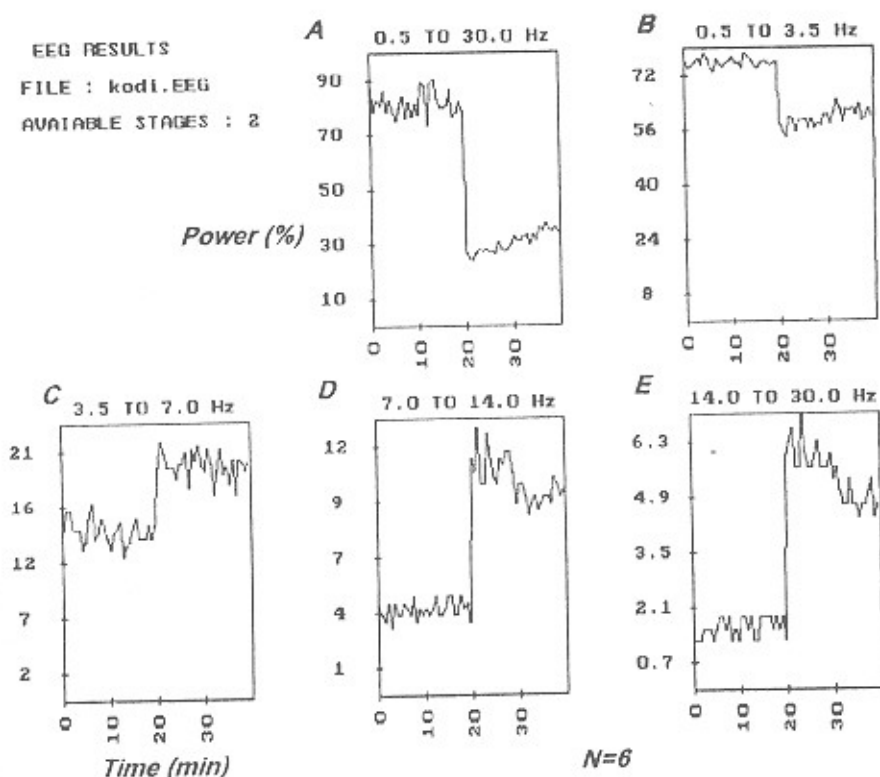 EEG RESULTS
FILE : kodi.EEG
AVAIABLE STAGES : 2
A
0.5 TO 30.0 Hz
90
70
50
30
10
Power (%)
0
10
20
30
B
0.5 TO 3.5 Hz
72
56
40
24
8
0
10
20
30
C
3.5 TO 7.0 Hz
21
16
12
7
2
0
10
20
30
Time (min)
D
7.0 TO 14.0 Hz
12
9
7
4
1
0
10
20
30
E
14.0 TO 30.0 Hz
6.3
4.9
3.5
2.1
0.7
0
10
20
30
N=6